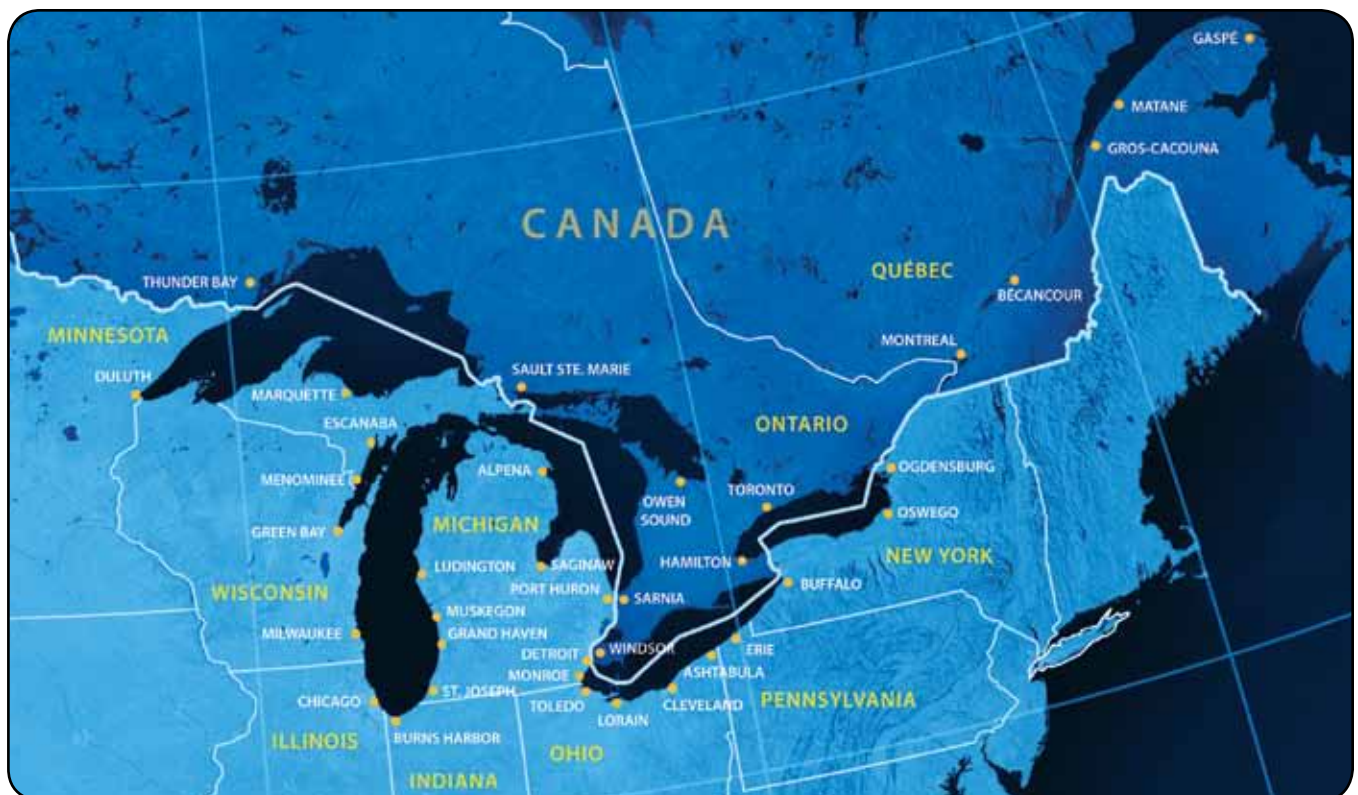 GASPÉ
MATANE
GROS-CACOUNA
CANADA
QUÉBEC
THUNDER BAY
BÉCANCOUR
MINNESOTA
MONTREAL
DULUTH
SAULT STE. MARIE
MARQUETTE
ESCANABA
ONTARIO
ALPENA
OGDENSBURG
MENOMINEE
TORONTO
OWEN
SOUND
OSWEGO
MICHIGAN
GREEN BAY
NEW YORK
HAMILTON
LUDINGTON
SAGINAW
BUFFALO
PORT HURON
SARNIA
WISCONSIN
MUSKEGON
MILWAUKEE
GRAND HAVEN
ERIE
WINDSOR
DETROIT
ASHTABULA
MONROE
ST. JOSEPH
PENNSYLVANIA
CHICAGO
TOLEDO
CLEVELAND
LORAIN
BURNS HARBOR
ILLINOIS
OHIO
INDIANA